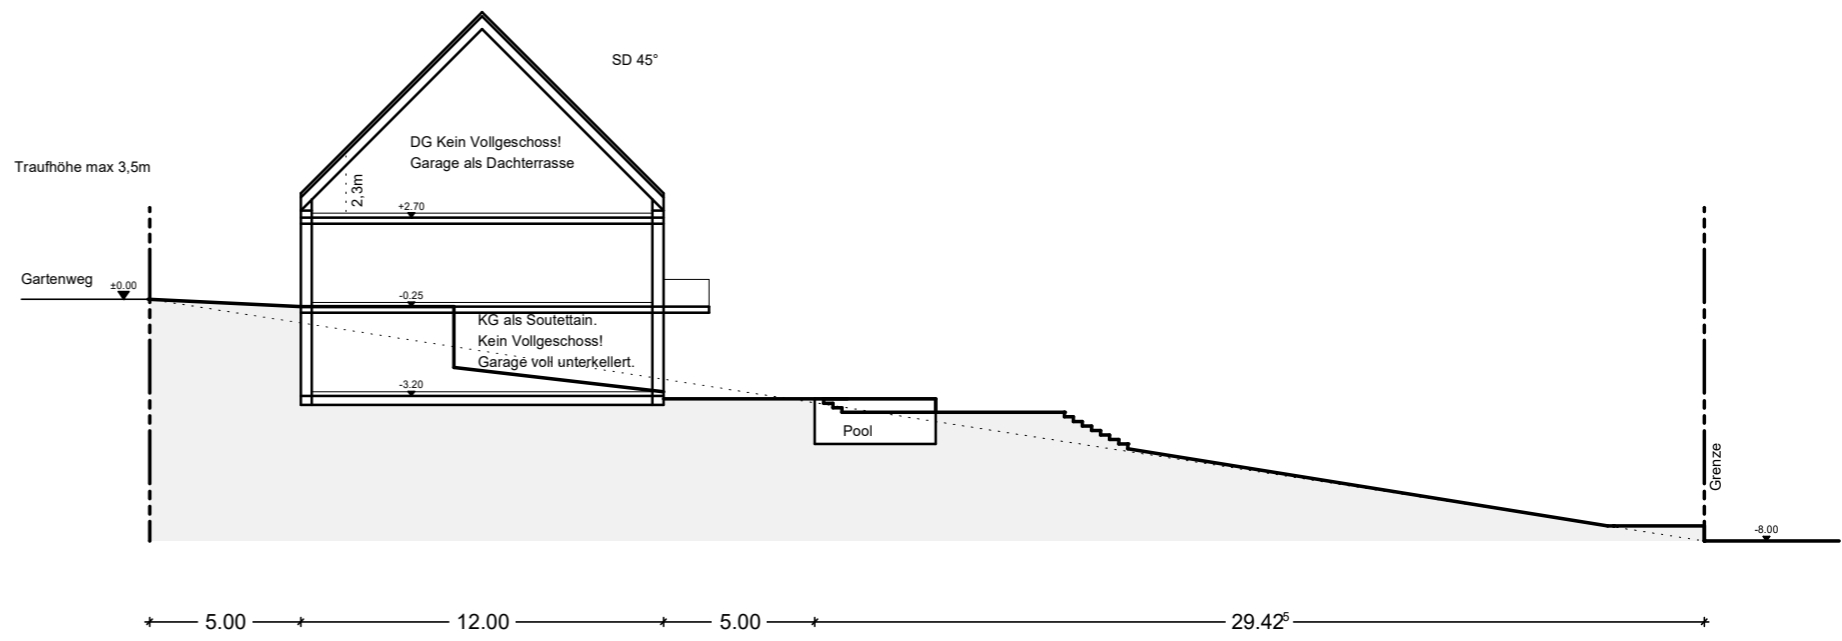 SD 45°
DG Kein Vollgeschoss!
Garage als Dachterrasse
Traufhöhe max 3,5m
2,3m
+2.70
Gartenweg
±0.00
-0.25
KG als Soutettain.
Kein Vollgeschoss!
Garage voll unterkellert.
-3.20
Pool
Grenze
-8.00
5.00
12.00
5.00
29.42⁵